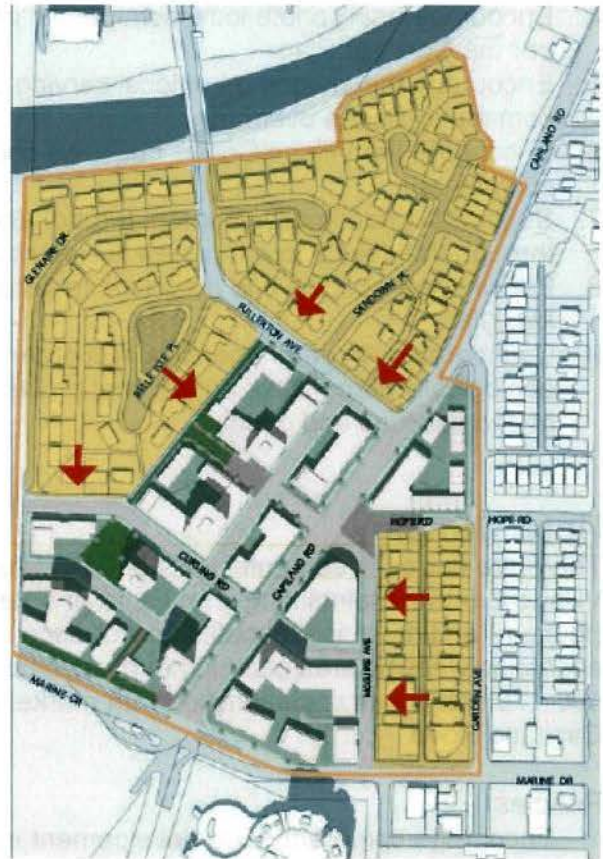 CAPILANO RD
GLENAIRE DR
SANDOWN PL
FULLERTON AVE
BELLE ISLE PL
HOPE RD
HOPE RD
CURLING RD
CAPILANO RD
MCGUIRE AVE
GARDEN AVE
MARINE DR
MARINE DR